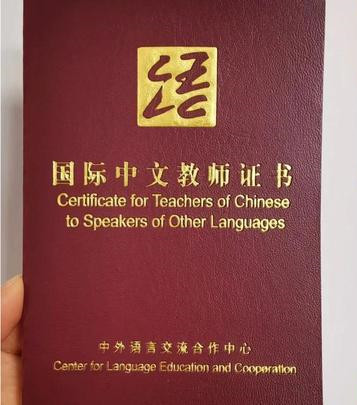 语
国际中文教师证书
Certificate for Teachers of Chinese
to Speakers of Other Languages
中外语言交流合作中心
Center for Language Education and Cooperation